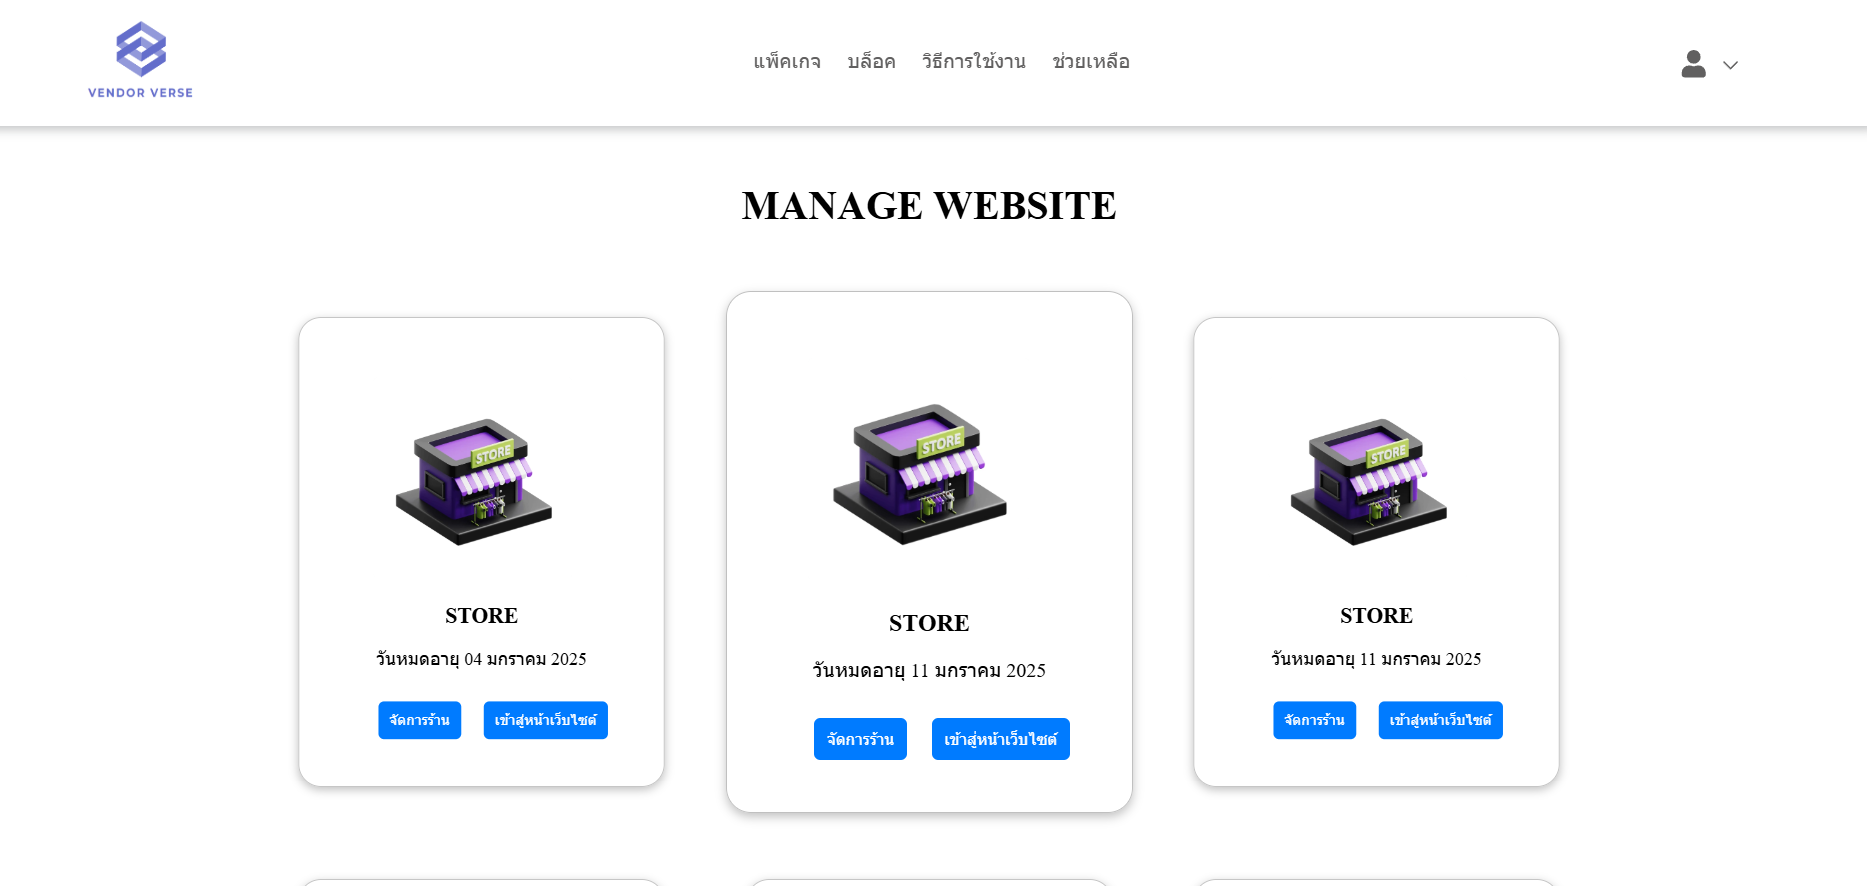 VENDOR VERSE
แพ็คเกจ บล็อค วิธีการใช้งาน ช่วยเหลือ
MANAGE WEBSITE
STORE
STORE
วันหมดอายุ 04 มกราคม 2025
จัดการร้าน เข้าสู่หน้าเว็บไซต์
STORE
STORE
วันหมดอายุ 11 มกราคม 2025
จัดการร้าน เข้าสู่หน้าเว็บไซต์
STORE
STORE
วันหมดอายุ 11 มกราคม 2025
จัดการร้าน เข้าสู่หน้าเว็บไซต์